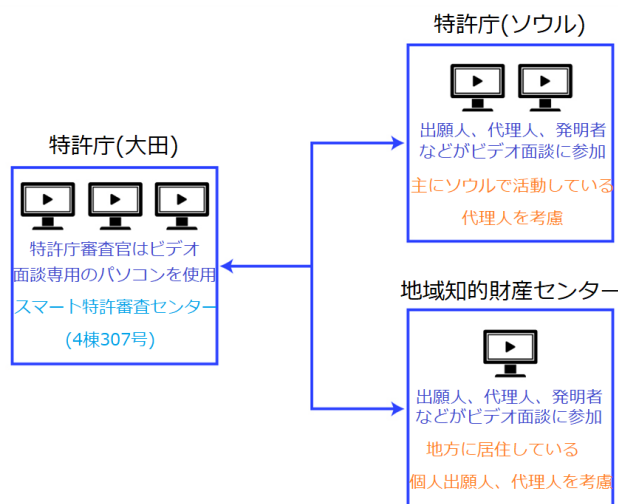 特許庁(大田)
特許庁審査官はビデオ
面談専用のパソコンを使用
スマート特許審査センター
(4棟307号)
特許庁(ソウル)
出願人、代理人、発明者
などがビデオ面談に参加
主にソウルで活動している
代理人を考慮
地域知的財産センター
出願人、代理人、発明者
などがビデオ面談に参加
地方に居住している
個人出願人、代理人を考慮